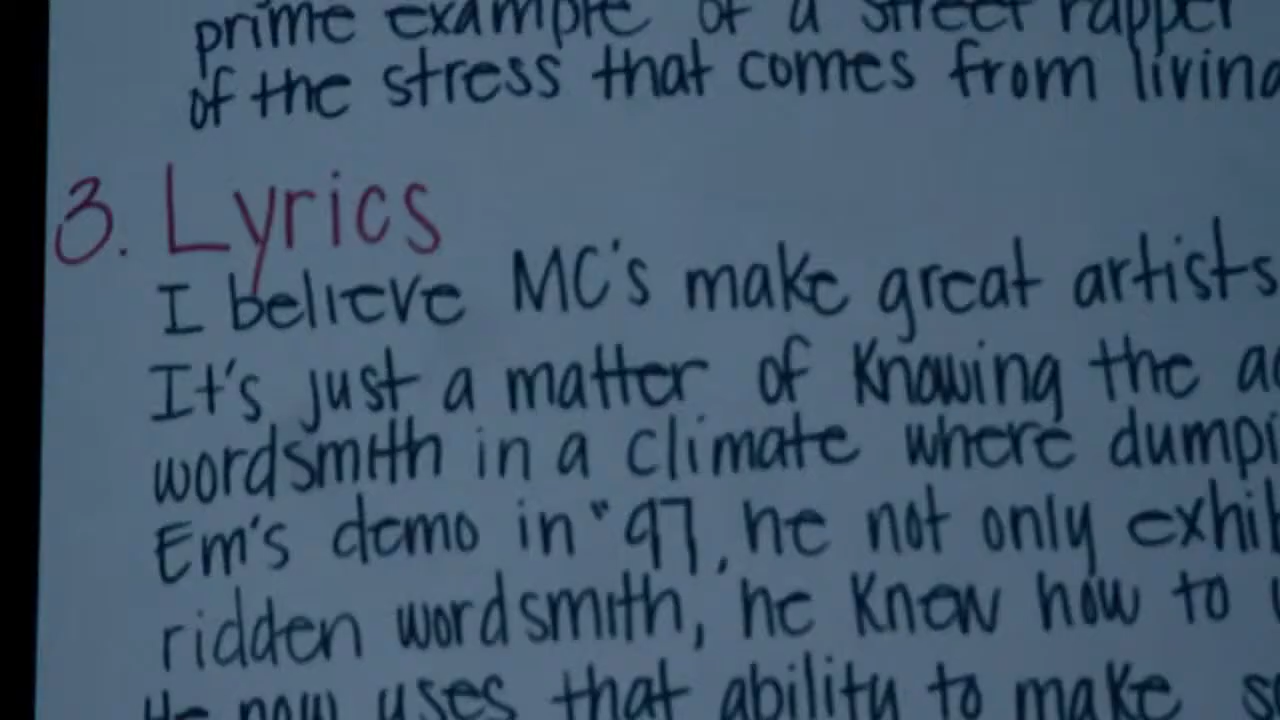 prime example of a street rapper
of the stress that comes from living
3. Lyrics
I believe MC's make great artists
It's just a matter of Knowing the
wordsmith in a climate where
Em's demo in "97, he not only
ridden wordsmith, he Knew how to
He now uses that ability to make